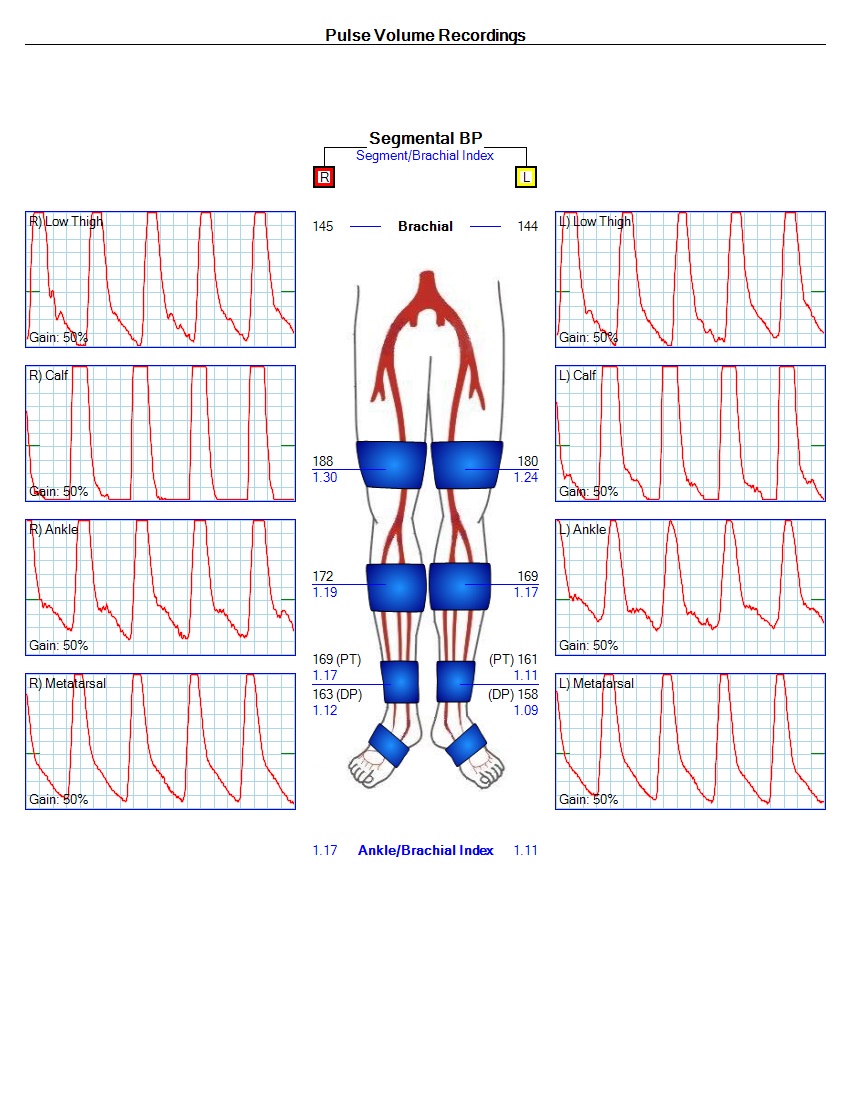 Pulse Volume Recordings
Segmental BP
Segment/Brachial Index
R
L
R) Low Thigh
145
Brachial
144
L) Low Thigh
Gain: 50%
Gain: 50%
R) Calf
L) Calf
188
1.30
180
1.24
Gain: 50%
Gain: 50%
R) Ankle
L) Ankle
172
1.19
169
1.17
Gain: 50%
Gain: 50%
169 (PT)
1.17
163 (DP)
1.12
(PT) 161
1.11
(DP) 158
1.09
R) Metatarsal
L) Metatarsal
Gain: 50%
Gain: 50%
1.17 Ankle/Brachial Index 1.11